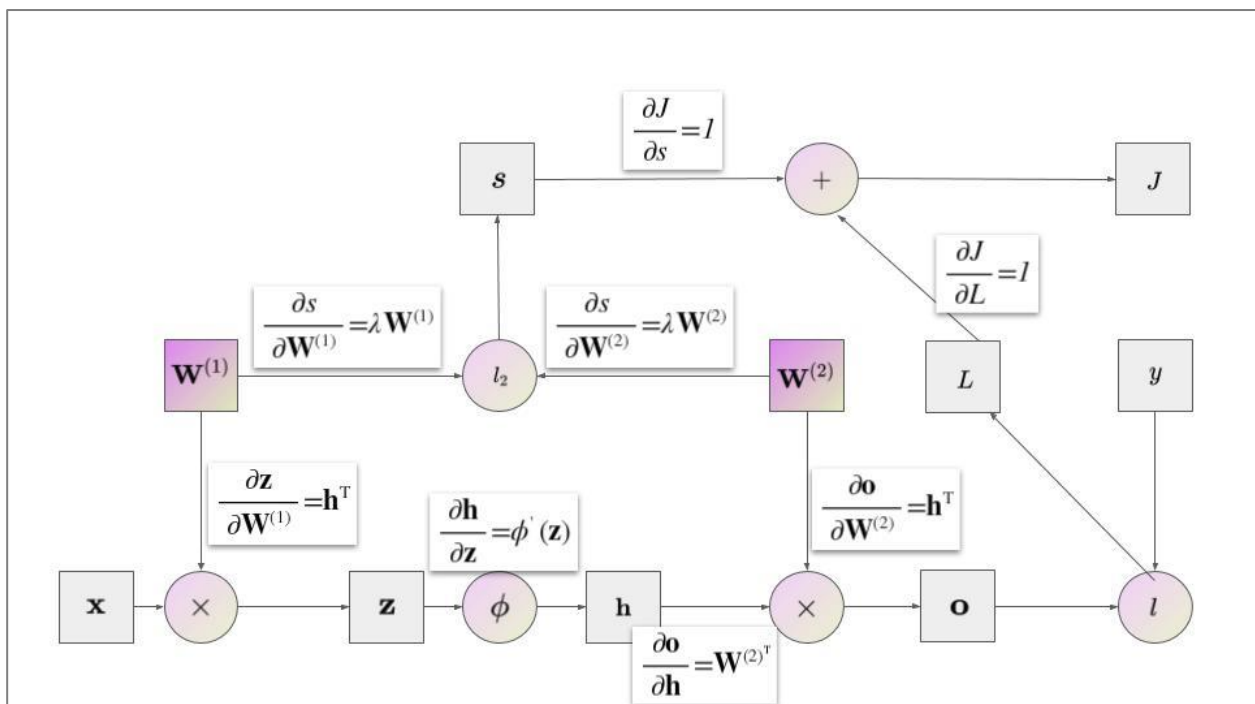 ∂J/∂s=1
s + J
∂J/∂L=1
∂s/∂W⁽¹⁾=λW⁽¹⁾ ∂s/∂W⁽²⁾=λW⁽²⁾
W⁽¹⁾ l₂ W⁽²⁾ L y
∂z/∂W⁽¹⁾=hᵀ ∂h/∂z=ϕ'(z) ∂o/∂W⁽²⁾=hᵀ
x × z ϕ h × o l
∂o/∂h=W⁽²⁾ᵀ